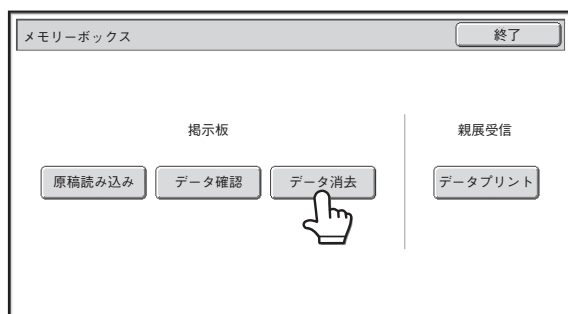 メモリーボックス
終了
掲示板
親展受信
原稿読み込み
データ確認
データ消去
データプリント